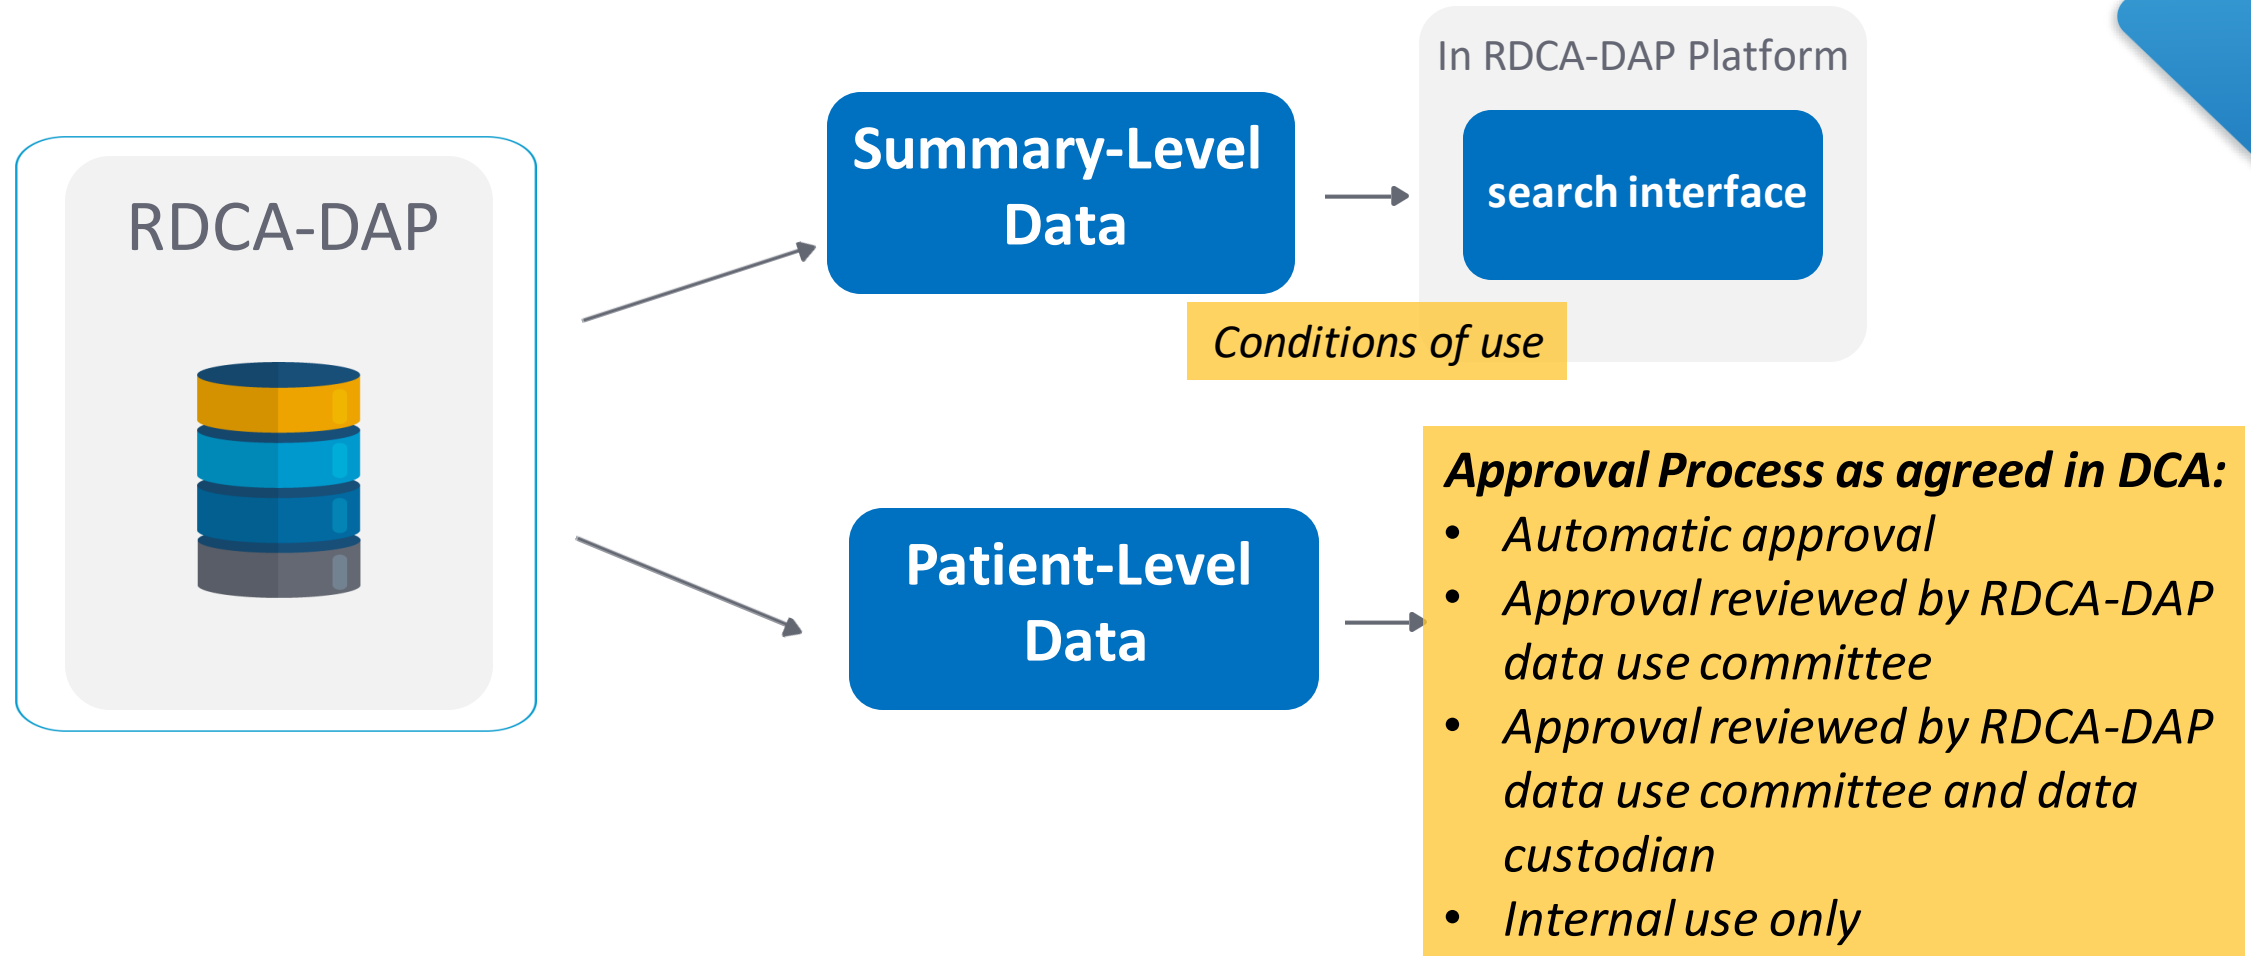 RDCA-DAP
Summary-Level
Data
In RDCA-DAP Platform
search interface
Conditions of use
Patient-Level
Data
Approval Process as agreed in DCA:
• Automatic approval
• Approval reviewed by RDCA-DAP
data use committee
• Approval reviewed by RDCA-DAP
data use committee and data
custodian
• Internal use only